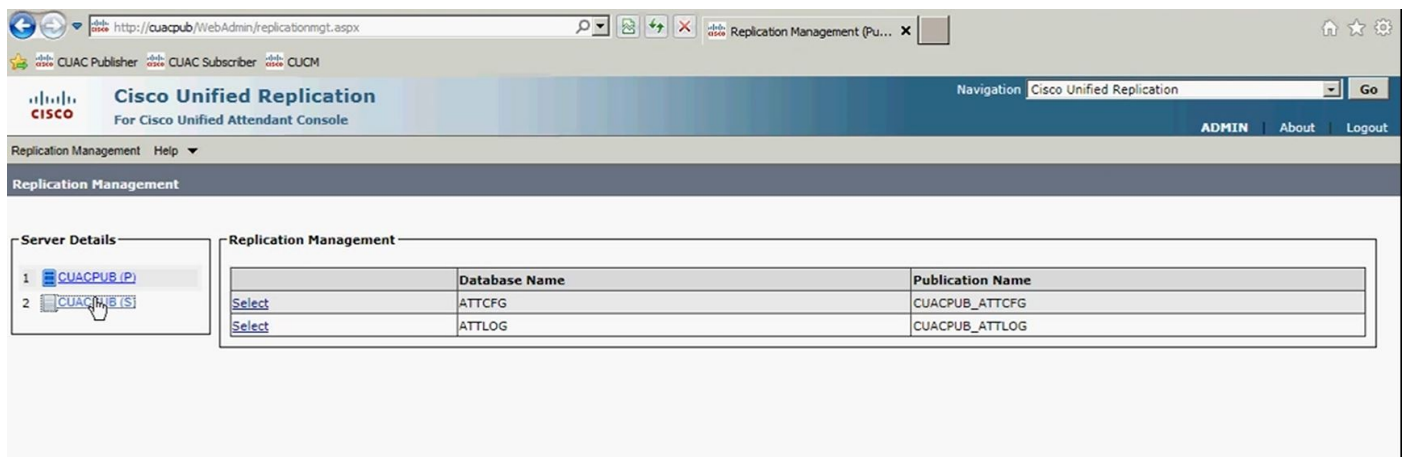 http://cuacpub/WebAdmin/replicationmgt.aspx
Replication Management (Pu...
CUAC Publisher CUAC Subscriber CUCM
CISCO
Cisco Unified Replication
For Cisco Unified Attendant Console
Navigation Cisco Unified Replication Go
ADMIN About Logout
Replication Management Help
Replication Management
Server Details
1 CUACPUB (P)
2 CUACPUB (S)
Replication Management
Database Name Publication Name
Select ATTCFG CUACPUB_ATTCFG
Select ATTLOG CUACPUB_ATTLOG